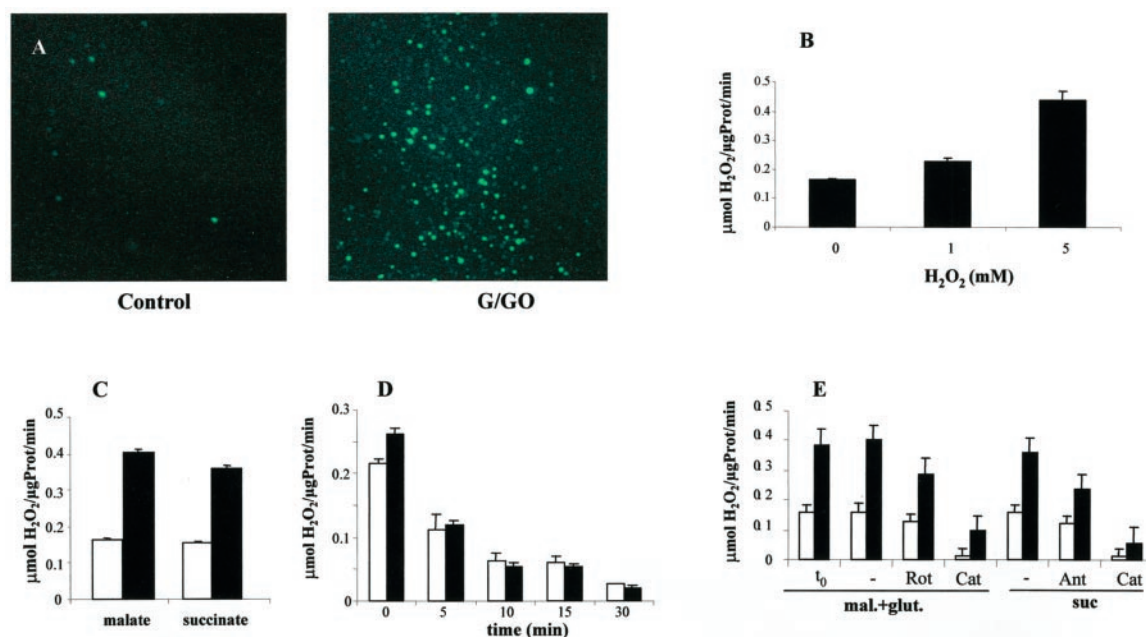 A
Control
G/GO
B
µmol H₂O₂/µgProt/min
0.5
0.4
0.3
0.2
0.1
0
0 1 5
H₂O₂ (mM)
C
µmol H₂O₂/µgProt/min
0.5
0.4
0.3
0.2
0.1
0
malate succinate
D
µmol H₂O₂/µgProt/min
0.3
0.2
0.1
0
0 5 10 15 30
time (min)
E
µmol H₂O₂/µgProt/min
0.5
0.4
0.3
0.2
0.1
0
t₀ - Rot Cat - Ant Cat
mal.+glut. suc